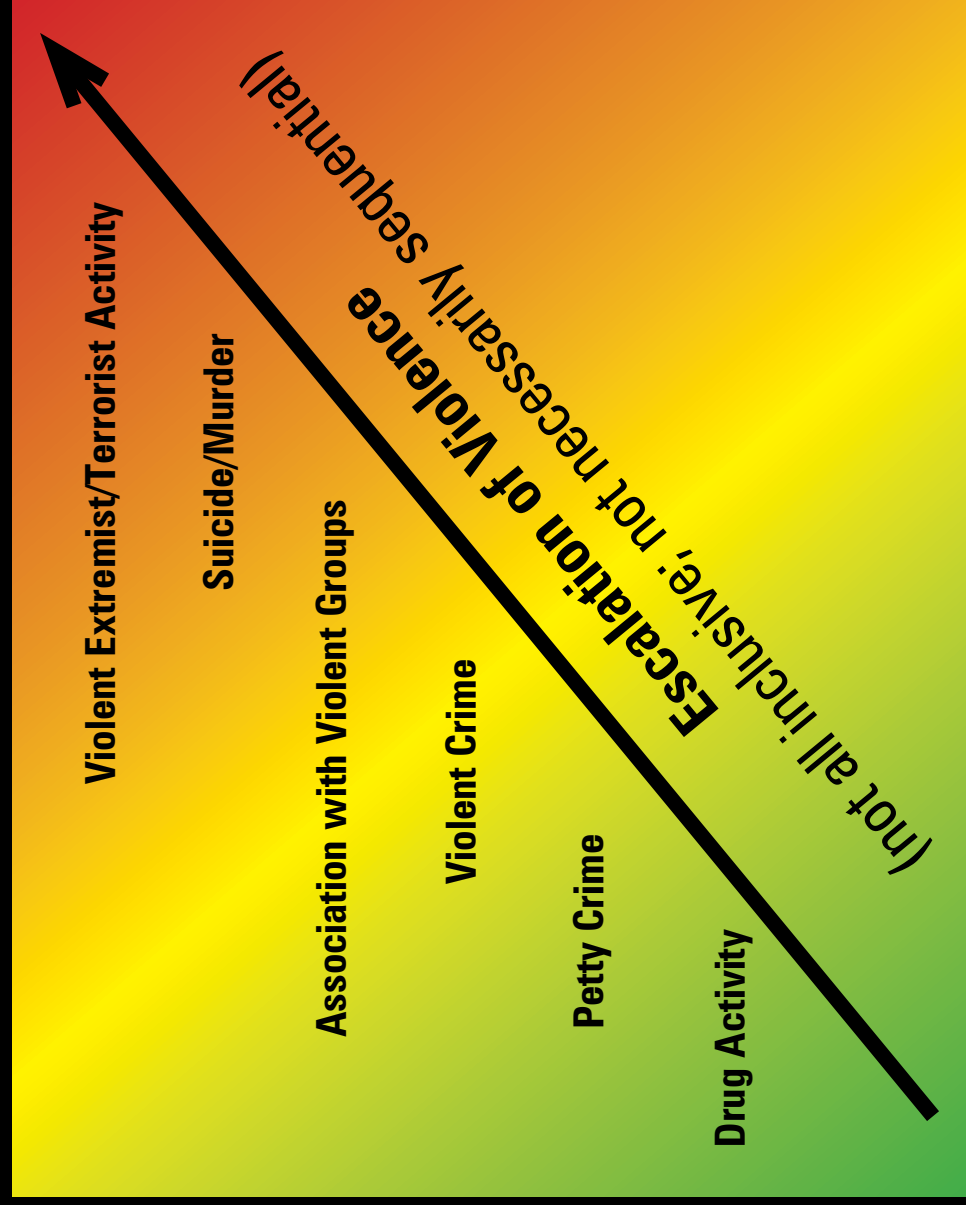 Violent Extremist/Terrorist Activity
Suicide/Murder
Association with Violent Groups
Violent Crime
Petty Crime
Drug Activity
Escalation of Violence
(not all inclusive; not necessarily sequential)